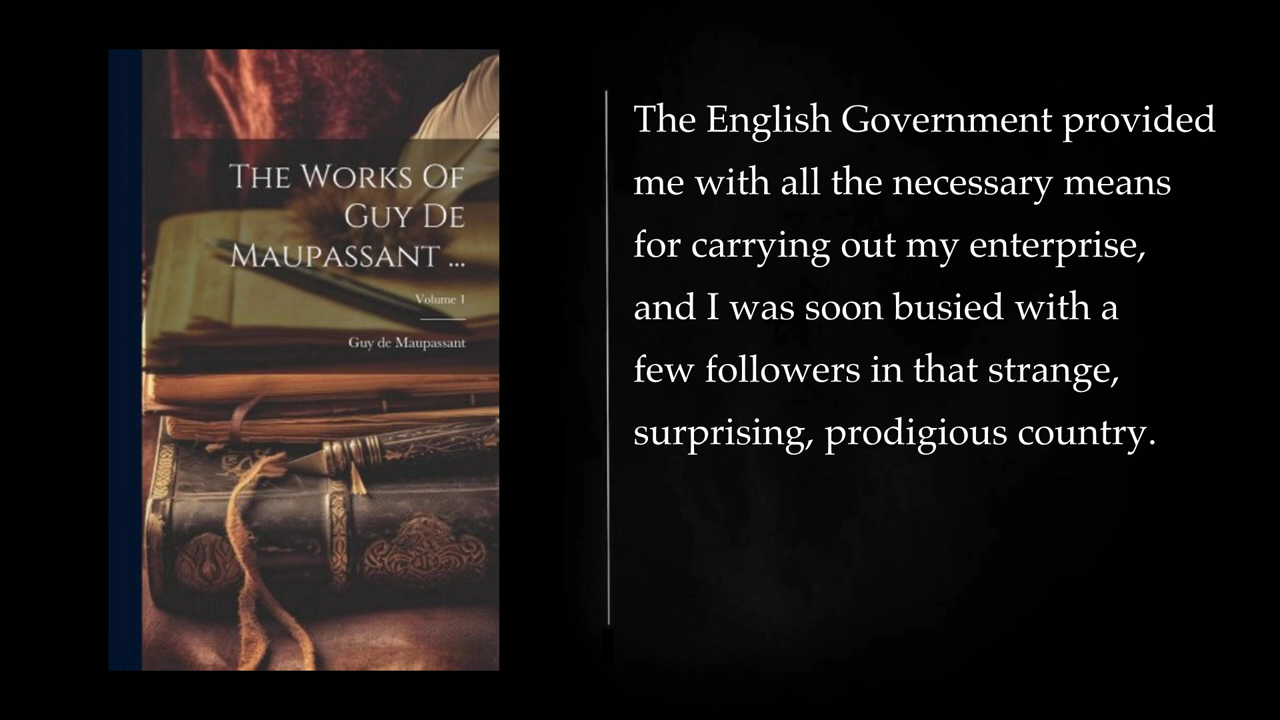 The Works Of
Guy De
Maupassant ...
Volume 1
Guy de Maupassant
The English Government provided
me with all the necessary means
for carrying out my enterprise,
and I was soon busied with a
few followers in that strange,
surprising, prodigious country.